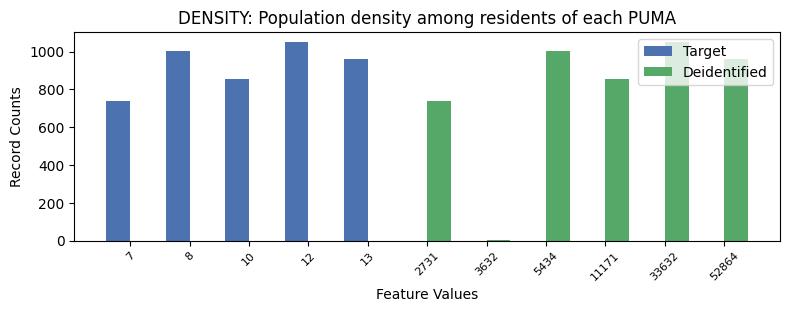 DENSITY: Population density among residents of each PUMA
Record Counts
1000
800
600
400
200
0
Target
Deidentified
7 8 10 12 13 2731 3632 5434 11171 33632 52864
Feature Values